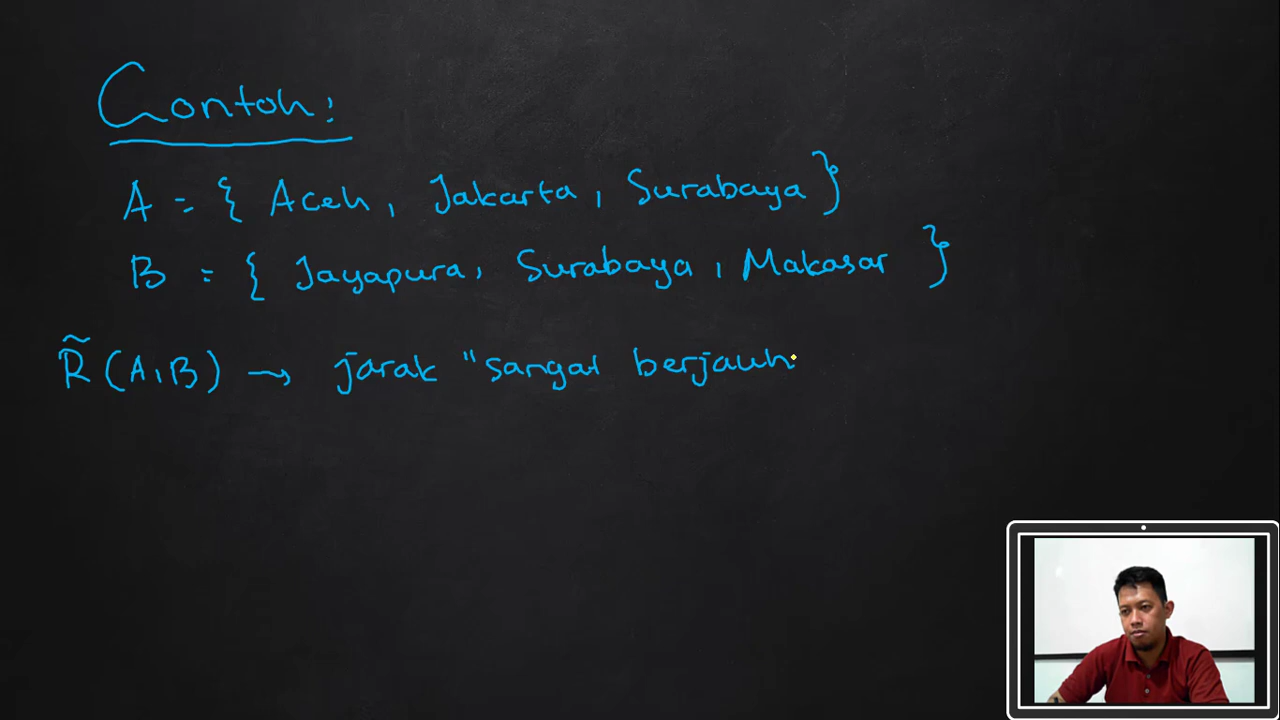 Contoh:
A = { Aceh, Jakarta, Surabaya }
B = { Jayapura, Surabaya, Makasar }
R̃ (A,B) → jarak "sangat berjauh